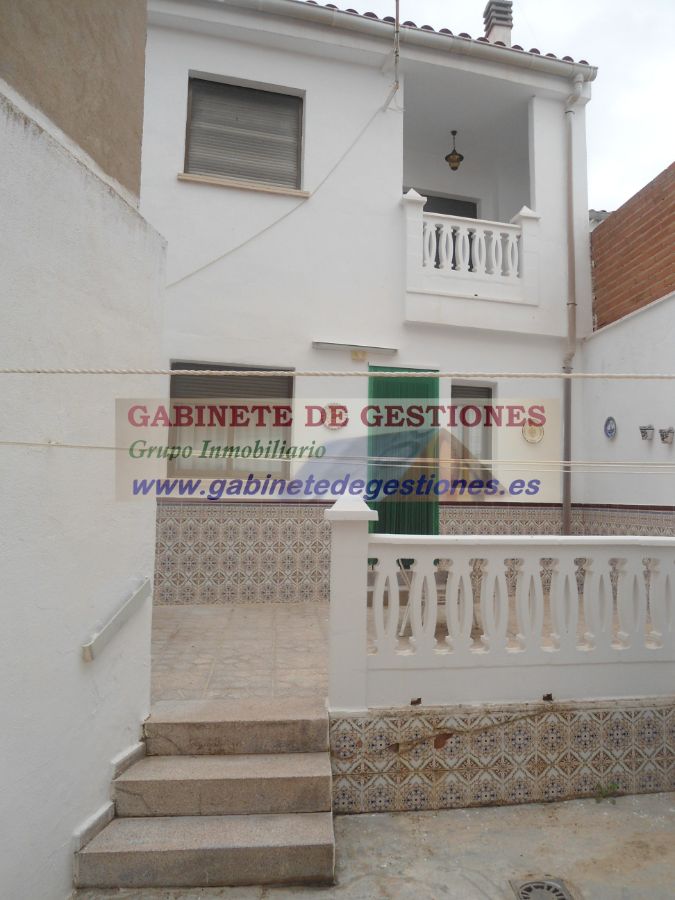 GABINETE DE GESTIONES
Grupo Inmobiliario
www.gabinetedegestiones.es